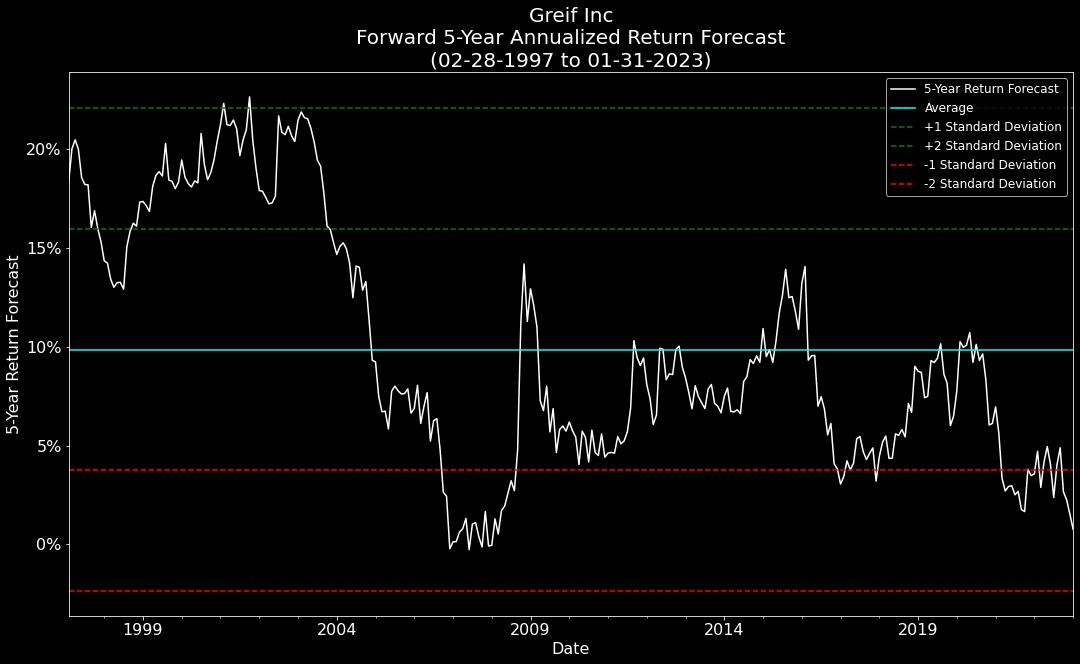 Greif Inc
Forward 5-Year Annualized Return Forecast
(02-28-1997 to 01-31-2023)
5-Year Return Forecast
Average
+1 Standard Deviation
+2 Standard Deviation
-1 Standard Deviation
-2 Standard Deviation
20%
15%
10%
5%
0%
5-Year Return Forecast
1999
2004
2009
2014
2019
Date